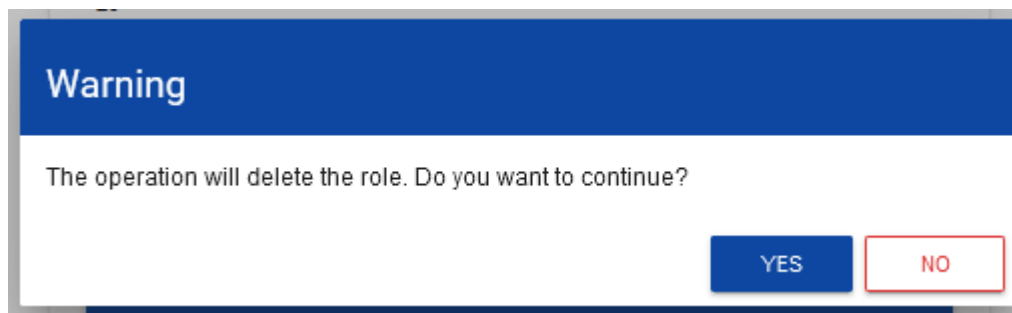 Warning
The operation will delete the role. Do you want to continue?
YES
NO